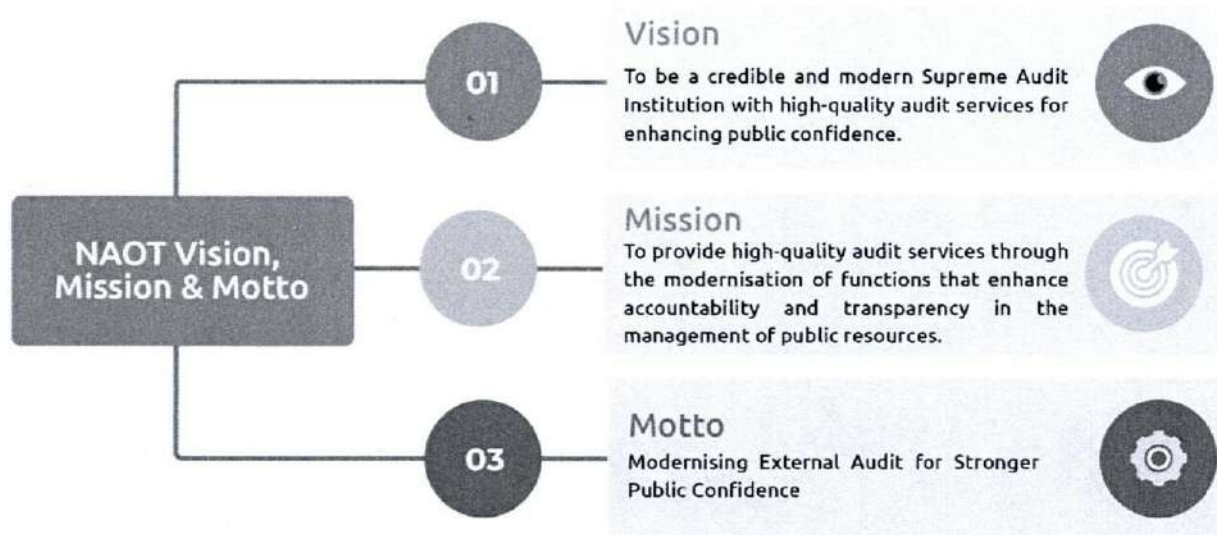 NAOT Vision,
Mission & Motto
01
Vision
To be a credible and modern Supreme Audit
Institution with high-quality audit services for
enhancing public confidence.
02
Mission
To provide high-quality audit services through
the modernisation of functions that enhance
accountability and transparency in the
management of public resources.
03
Motto
Modernising External Audit for Stronger
Public Confidence